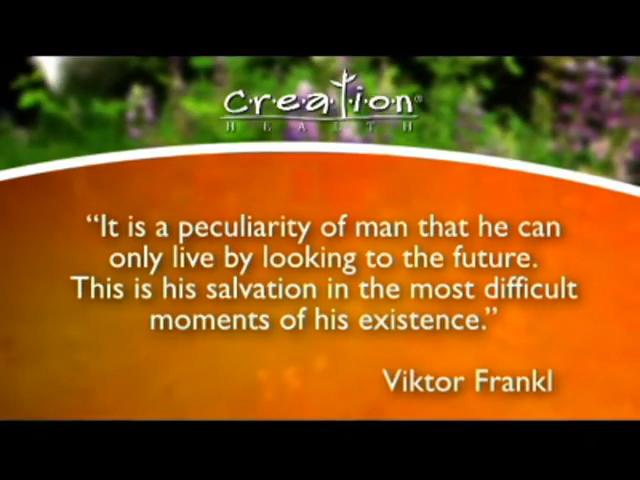 c·r·e·a·t·i·o·n®
HEALTH
“It is a peculiarity of man that he can
only live by looking to the future.
This is his salvation in the most difficult
moments of his existence.”
Viktor Frankl